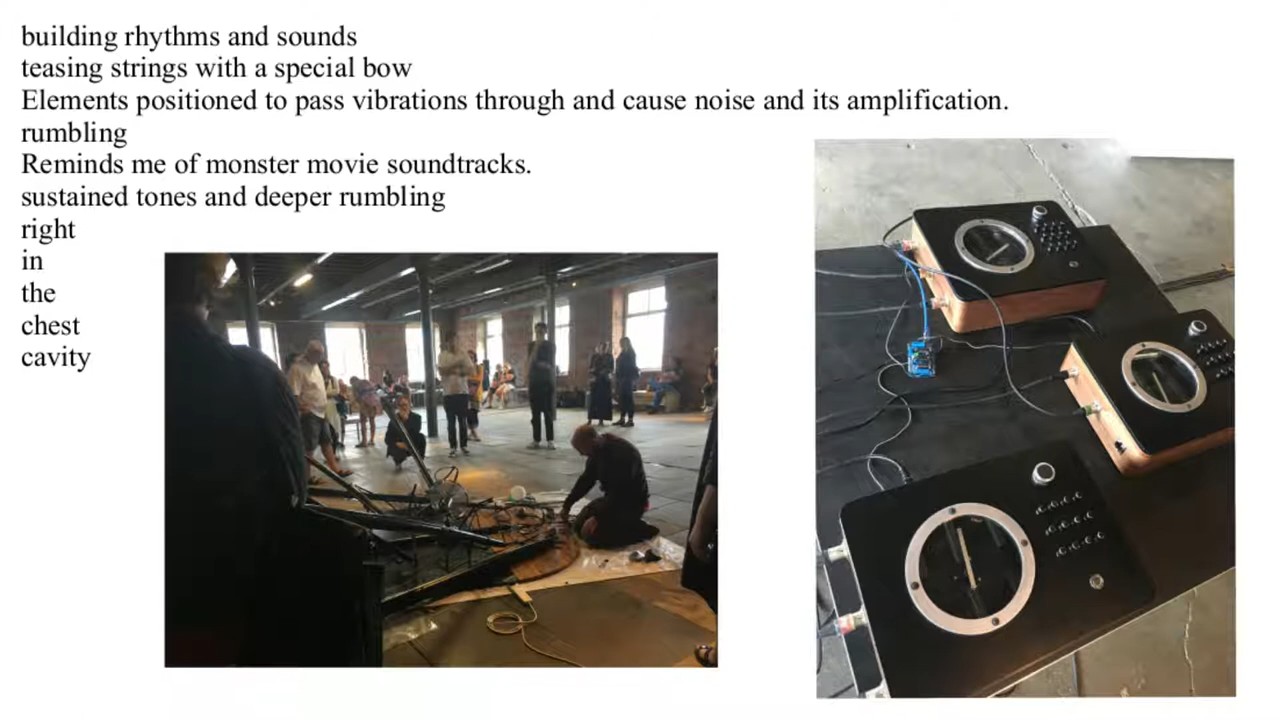 building rhythms and sounds
teasing strings with a special bow
Elements positioned to pass vibrations through and cause noise and its amplification.
rumbling
Reminds me of monster movie soundtracks.
sustained tones and deeper rumbling
right
in
the
chest
cavity